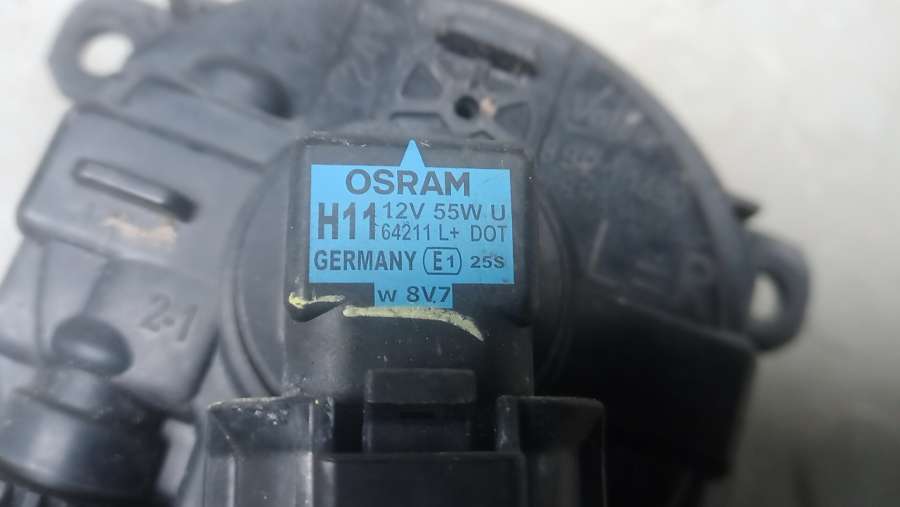 OSRAM
H11 12V 55W U
64211 L+ DOT
GERMANY E1 25S
w 8V7
2-1